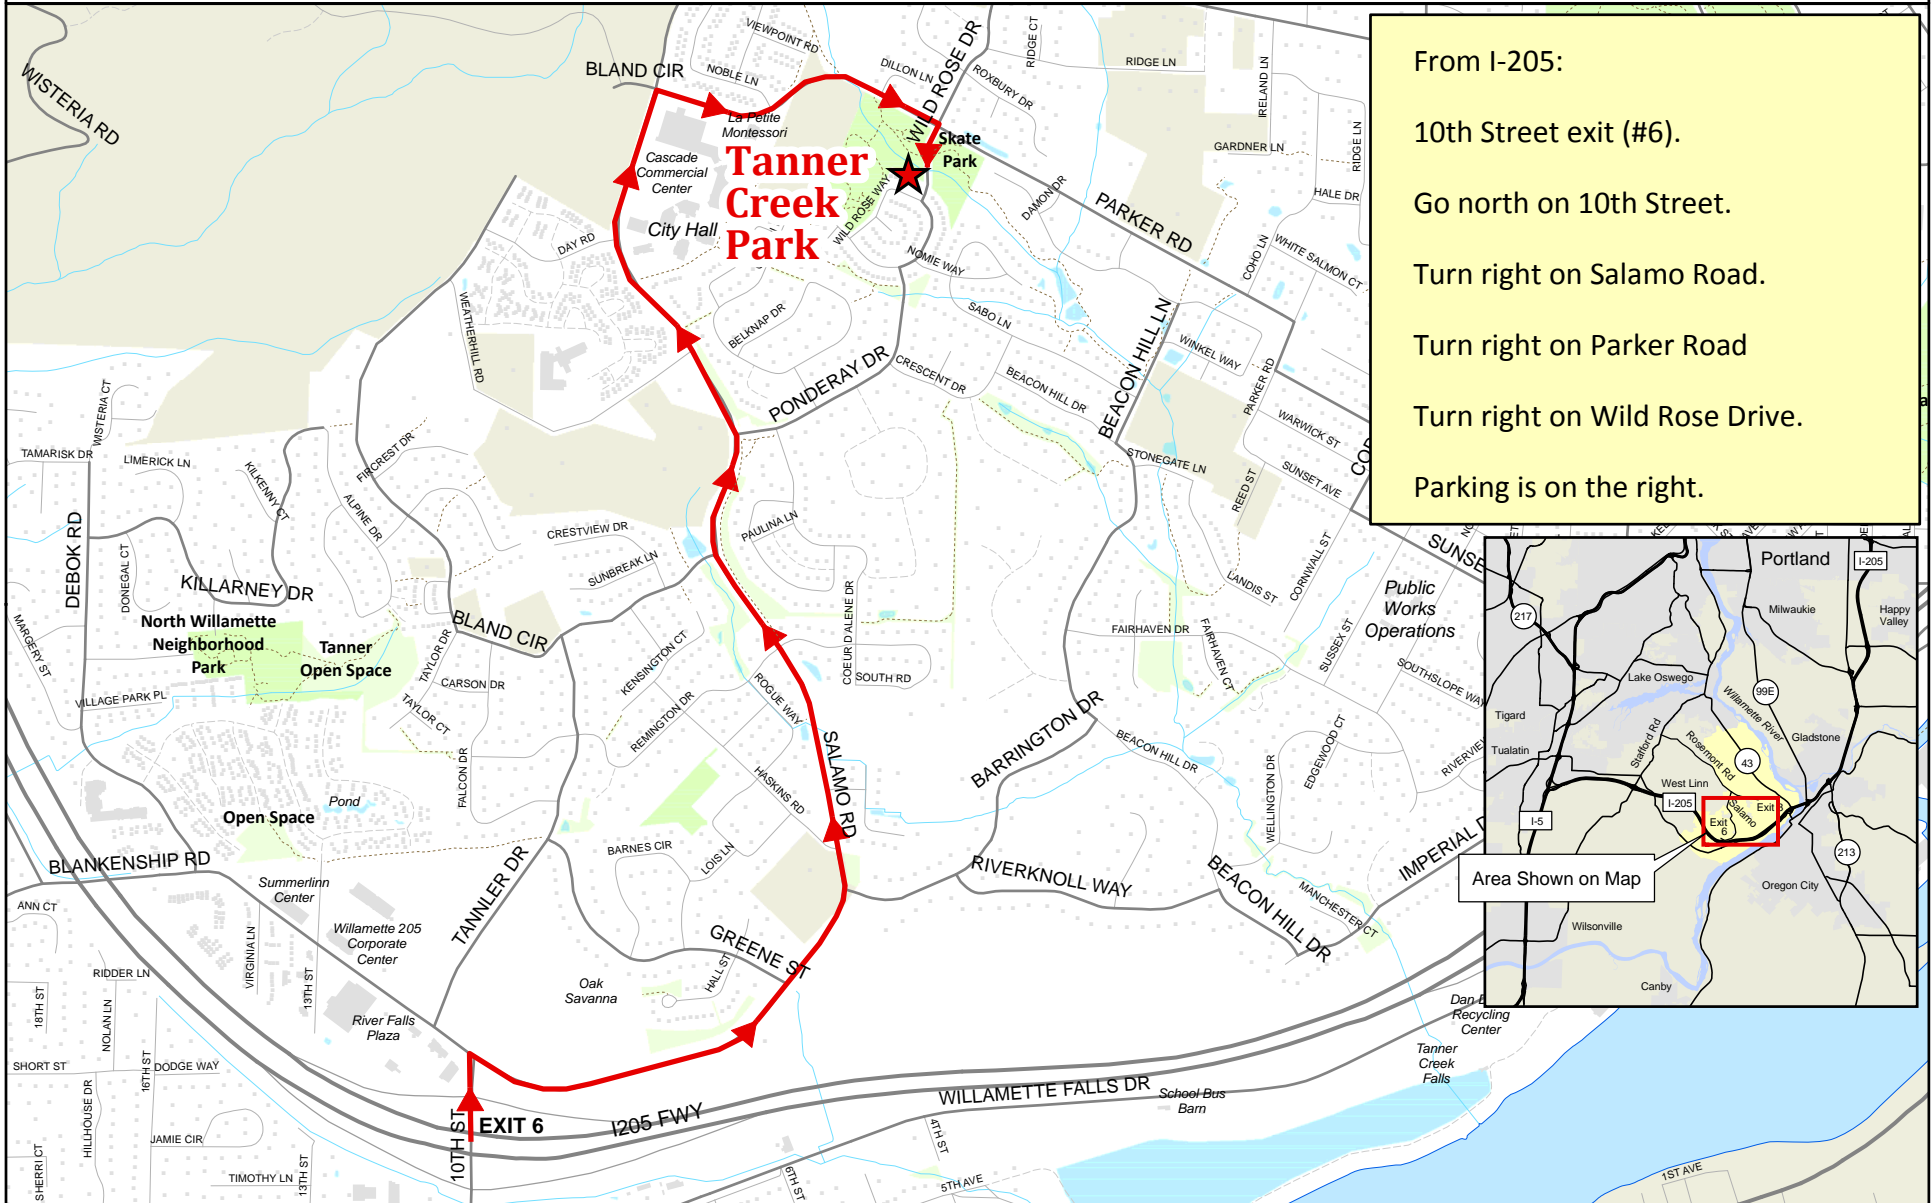 From I-205:
10th Street exit (#6).
Go north on 10th Street.
Turn right on Salamo Road.
Turn right on Parker Road
Turn right on Wild Rose Drive.
Parking is on the right.
WISTERIA RD
BLAND CIR
VIEWPOINT RD
NOBLE LN
DILLON LN
WILD ROSE DR
RIDGE CT
ROXBURY DR
RIDGE LN
IRELAND LN
GARDNER LN
RIDGE LN
HALE DR
La Petite
Montessori
Cascade
Commercial
Center
City Hall
Tanner
Creek
Park
Skate
Park
WILD ROSE WAY
DAMON DR
PARKER RD
COHO LN
WHITE SALMON CT
DAY RD
NOMIE WAY
WEATHERHILL RD
BELKNAP DR
SABO LN
BEACON HILL LN
WINKEL WAY
PONDERAY DR
CRESCENT DR
BEACON HILL DR
PARKER RD
WARWICK ST
WISTERIA CT
TAMARISK DR
LIMERICK LN
KILKENNY CT
FIRCREST DR
ALPINE DR
STONEGATE LN
REED ST
SUNSET AVE
DEBOK RD
DONEGAL CT
KILLARNEY DR
CRESTVIEW DR
SUNBREAK LN
PAULINA LN
LANDIS ST
CORNWALL ST
Public
Works
Operations
MARGERY ST
North Willamette
Neighborhood
Park
Tanner
Open Space
TAYLOR DR
BLAND CIR
KENSINGTON CT
COEUR D ALENE DR
FAIRHAVEN DR
FAIRHAVEN CT
SUSSEX ST
SOUTHSLOPE WAY
VILLAGE PARK PL
CARSON DR
TAYLOR CT
REMINGTON DR
ROGUE WAY
SOUTH RD
BARRINGTON DR
BEACON HILL DR
WELLINGTON DR
EDGEWOOD CT
FALCON DR
HASKINS RD
SALAMO RD
Pond
Open Space
BLANKENSHIP RD
BARNES CIR
LOIS LN
RIVERKNOLL WAY
BEACON HILL DR
MANCHESTER CT
Summerlinn
Center
Willamette 205
Corporate
Center
TANNLER DR
GREENE ST
HALL ST
Oak
Savanna
ANN CT
VIRGINIA LN
13TH ST
RIDDER LN
18TH ST
NOLAN LN
River Falls
Plaza
SHORT ST
16TH ST
DODGE WAY
HILLHOUSE DR
JAMIE CIR
TIMOTHY LN
13TH ST
SHERRI CT
10TH ST
EXIT 6
I205 FWY
WILLAMETTE FALLS DR
School Bus
Barn
4TH ST
6TH ST
5TH AVE
1ST AVE
Recycling
Center
Tanner
Creek
Falls
Portland
I-205
217
Milwaukie
Happy
Valley
Lake Oswego
99E
Willamette River
Tigard
Tualatin
Stafford Rd
Rosemont Rd
43
Gladstone
West Linn
I-205
Salamo
Exit
Exit
6
I-5
213
Area Shown on Map
Oregon City
Wilsonville
Canby